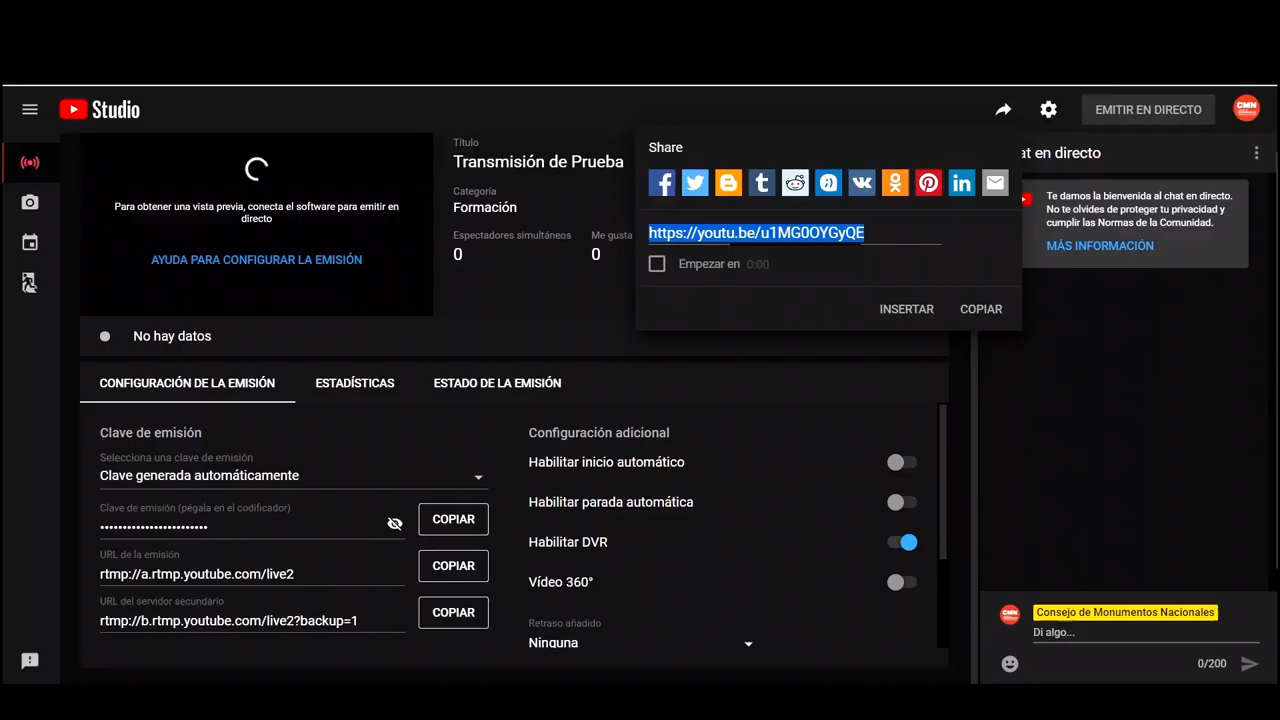 Studio
EMITIR EN DIRECTO
CMN
Para obtener una vista previa, conecta el software para emitir en
directo
AYUDA PARA CONFIGURAR LA EMISIÓN
Título
Transmisión de Prueba
Categoría
Formación
Espectadores simultáneos
Me gusta
0
0
Share
https://youtu.be/u1MG0OYGyQE
Empezar en 0:00
INSERTAR
COPIAR
at en directo
Te damos la bienvenida al chat en directo.
No te olvides de proteger tu privacidad y
cumplir las Normas de la Comunidad.
MÁS INFORMACIÓN
No hay datos
CONFIGURACIÓN DE LA EMISIÓN
ESTADÍSTICAS
ESTADO DE LA EMISIÓN
Clave de emisión
Selecciona una clave de emisión
Clave generada automáticamente
Clave de emisión (pégala en el codificador)
••••••••••••••••••••••••
COPIAR
URL de la emisión
rtmp://a.rtmp.youtube.com/live2
COPIAR
URL del servidor secundario
rtmp://b.rtmp.youtube.com/live2?backup=1
COPIAR
Configuración adicional
Habilitar inicio automático
Habilitar parada automática
Habilitar DVR
Vídeo 360°
Retraso añadido
Ninguna
CMN
Consejo de Monumentos Nacionales
Di algo...
0/200